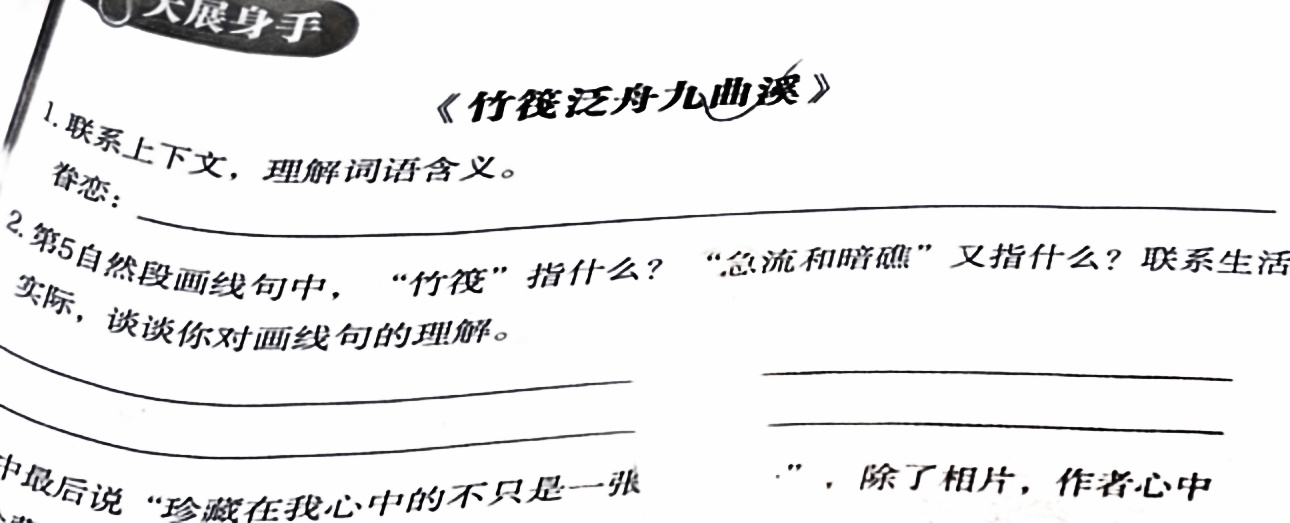 大展身手
《竹筏泛舟九曲溪》
1. 联系上下文，理解词语含义。
眷恋：
2. 第5自然段画线句中，“竹筏”指什么？“急流和暗礁”又指什么？联系生活
实际，谈谈你对画线句的理解。
中最后说“珍藏在我心中的不只是一张
”，除了相片，作者心中